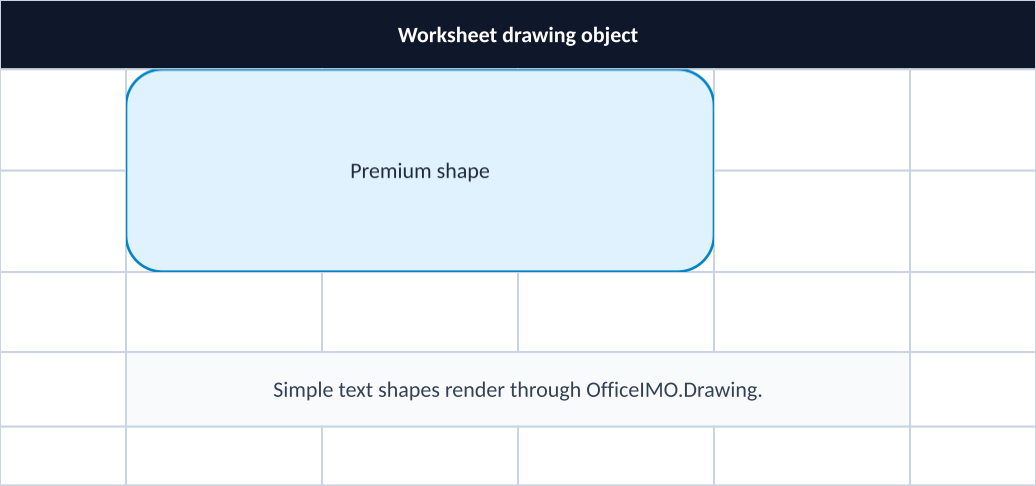 Worksheet drawing object
Premium shape
Simple text shapes render through OfficeIMO.Drawing.